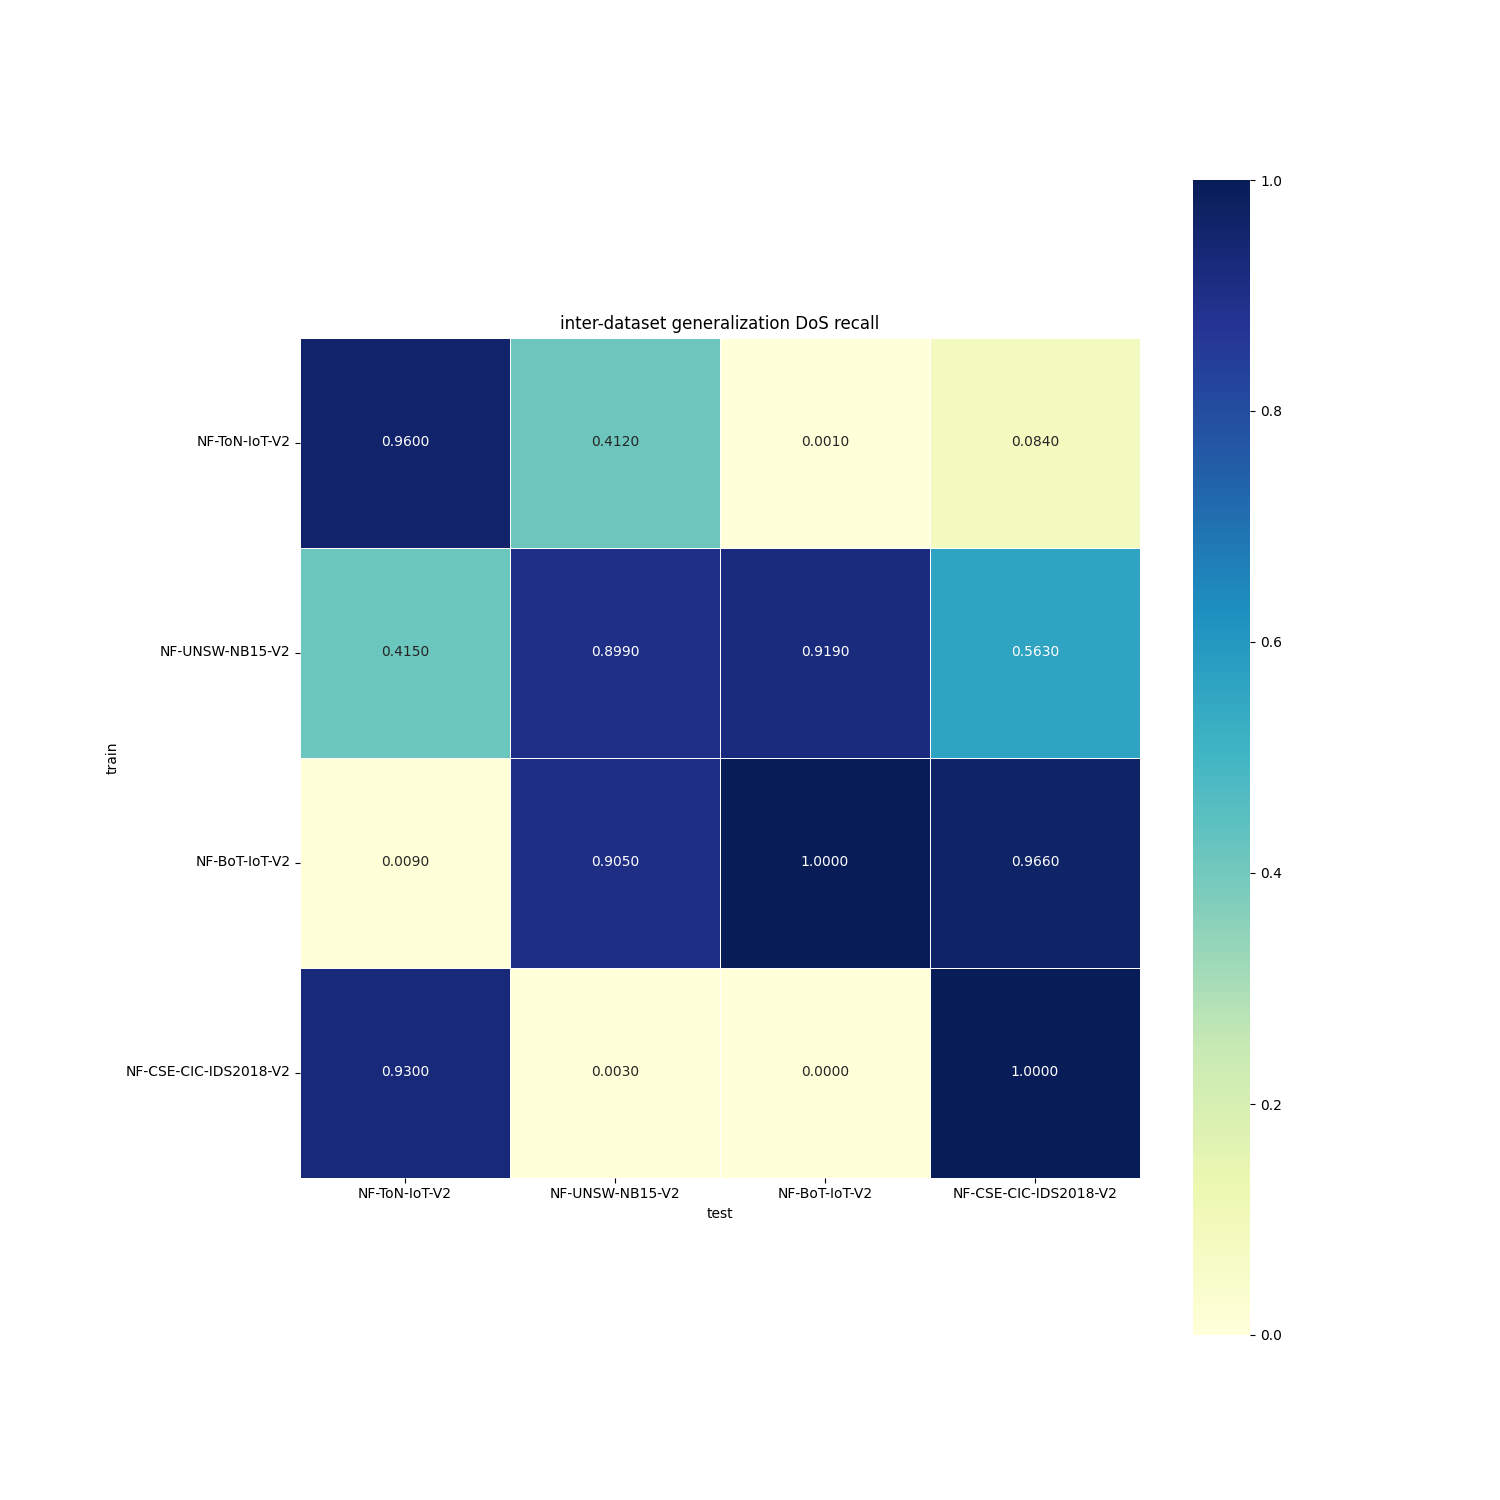 inter-dataset generalization DoS recall
NF-ToN-IoT-V2 0.9600 0.4120 0.0010 0.0840
NF-UNSW-NB15-V2 0.4150 0.8990 0.9190 0.5630
NF-BoT-IoT-V2 0.0090 0.9050 1.0000 0.9660
NF-CSE-CIC-IDS2018-V2 0.9300 0.0030 0.0000 1.0000
NF-ToN-IoT-V2 NF-UNSW-NB15-V2 NF-BoT-IoT-V2 NF-CSE-CIC-IDS2018-V2
test
train
1.0
0.8
0.6
0.4
0.2
0.0